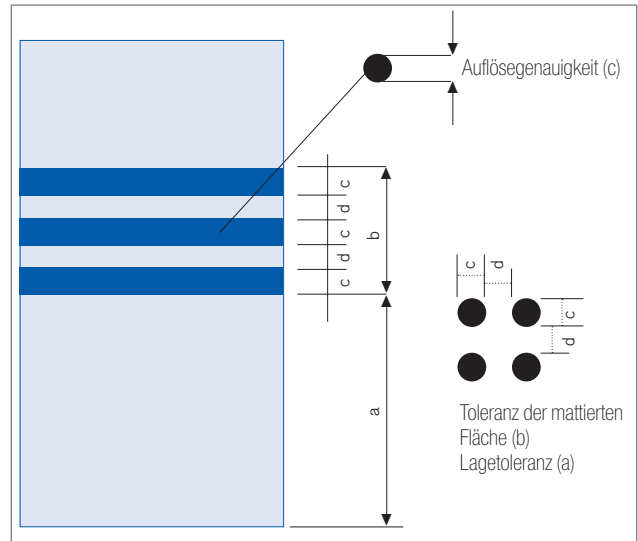 Auflösegenauigkeit (c)
c
d
c
d
c
b
a
c
d
c
d
Toleranz der mattierten
Fläche (b)
Lagetoleranz (a)